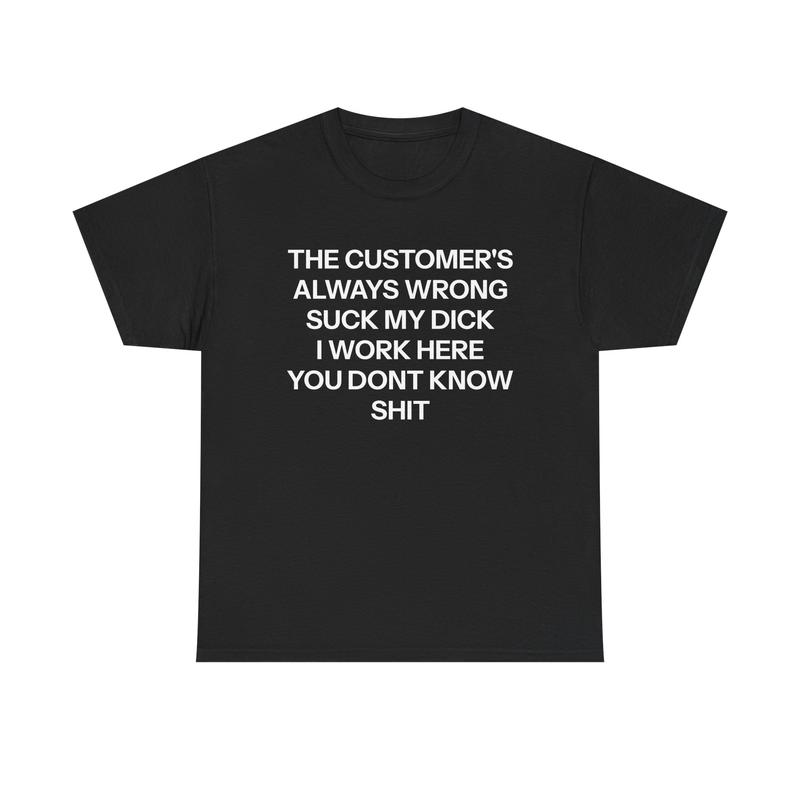 THE CUSTOMER'S
ALWAYS WRONG
SUCK MY DICK
I WORK HERE
YOU DONT KNOW
SHIT